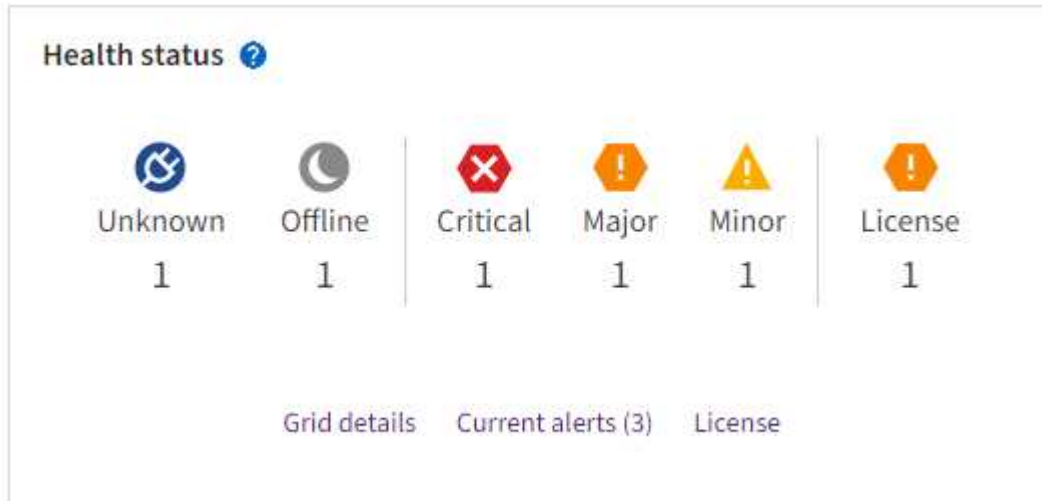 Health status ?
Unknown Offline Critical Major Minor License
1 1 1 1 1 1
Grid details Current alerts (3) License